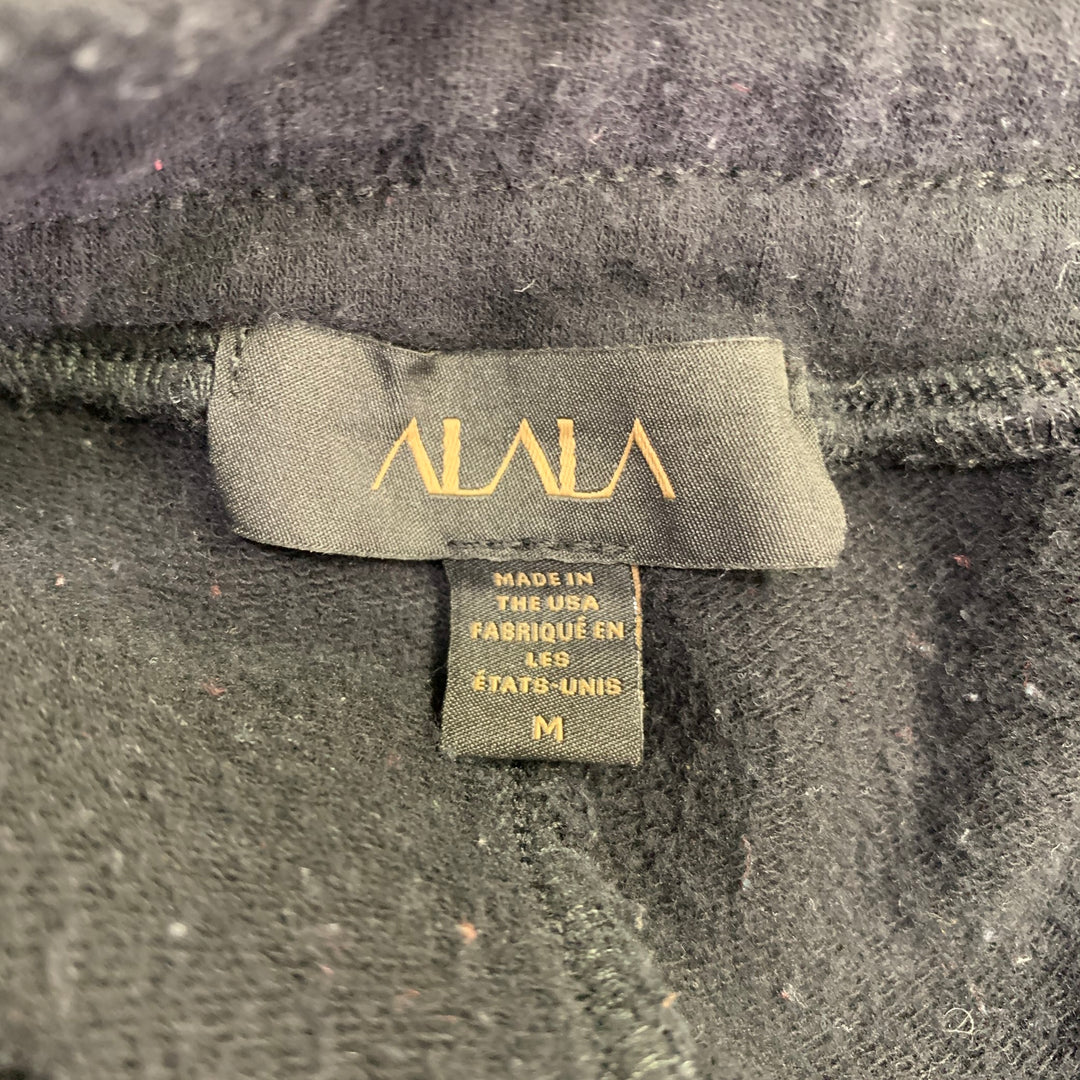 ALALA
MADE IN
THE USA
FABRIQUÉ EN
LES
ÉTATS-UNIS
M